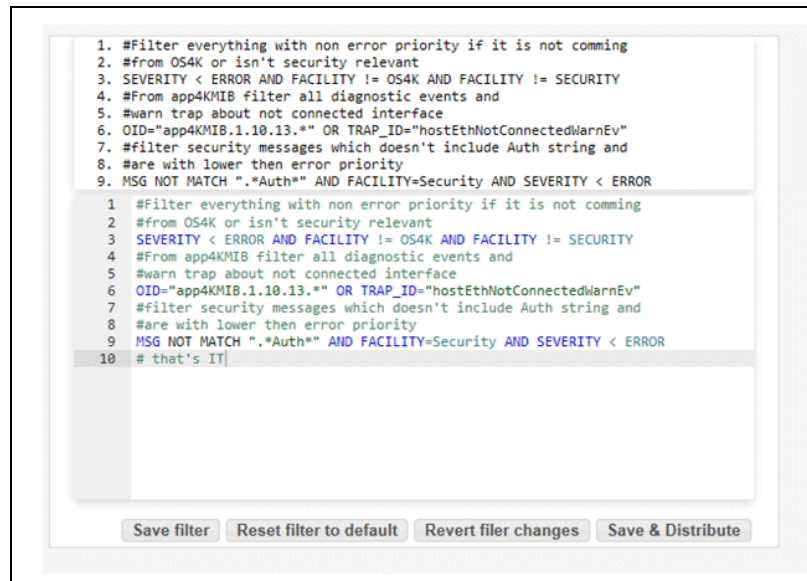 1. #Filter everything with non error priority if it is not comming
2. #from OS4K or isn't security relevant
3. SEVERITY < ERROR AND FACILITY != OS4K AND FACILITY != SECURITY
4. #From app4KMIB filter all diagnostic events and
5. #warn trap about not connected interface
6. OID="app4KMIB.1.10.13.*" OR TRAP_ID="hostEthNotConnectedWarnEv"
7. #filter security messages which doesn't include Auth string and
8. #are with lower then error priority
9. MSG NOT MATCH ".*Auth*" AND FACILITY=Security AND SEVERITY < ERROR
1 #Filter everything with non error priority if it is not comming
2 #from OS4K or isn't security relevant
3 SEVERITY < ERROR AND FACILITY != OS4K AND FACILITY != SECURITY
4 #From app4KMIB filter all diagnostic events and
5 #warn trap about not connected interface
6 OID="app4KMIB.1.10.13.*" OR TRAP_ID="hostEthNotConnectedWarnEv"
7 #filter security messages which doesn't include Auth string and
8 #are with lower then error priority
9 MSG NOT MATCH ".*Auth*" AND FACILITY=Security AND SEVERITY < ERROR
10 # that's IT
Save filter Reset filter to default Revert filer changes Save & Distribute